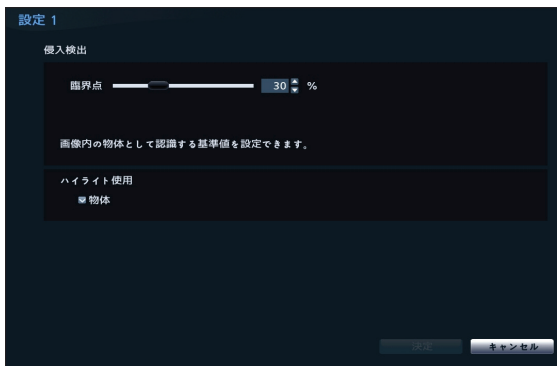 設定 1
侵入検出
臨界点 30 %
画像内の物体として認識する基準値を設定できます。
ハイライト使用
物体
決定 キャンセル